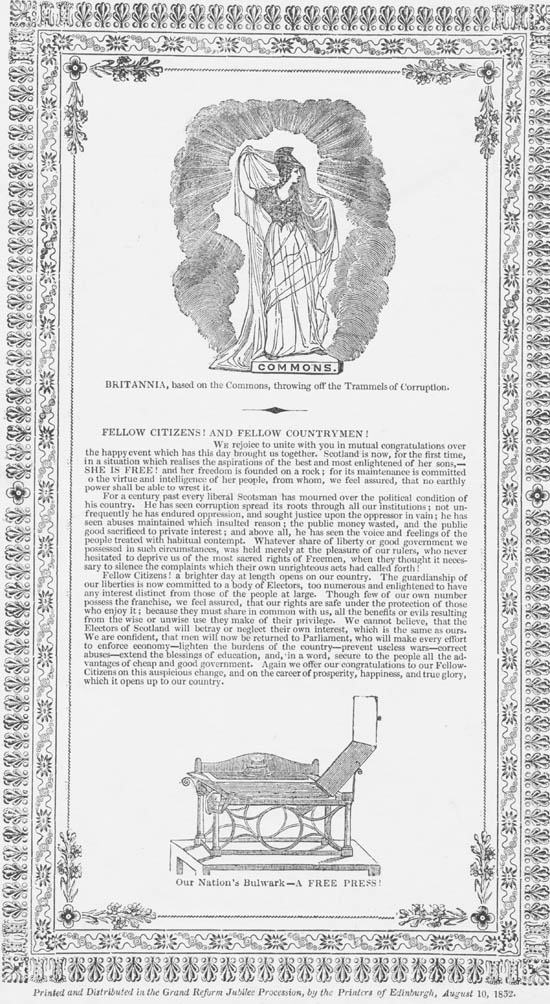 COMMONS.
BRITANNIA, based on the Commons, throwing off the Trammels of Corruption.
FELLOW CITIZENS! AND FELLOW COUNTRYMEN!
WE rejoice to unite with you in mutual congratulations over
the happy event which has this day brought us together. Scotland is now, for the first time,
in a situation which realises the aspirations of the best and most enlightened of her sons,—
SHE IS FREE! and her freedom is founded on a rock; for its maintenance is committed
o the virtue and intelligence of her people, from whom, we feel assured, that no earthly
power shall be able to wrest it.
For a century past every liberal Scotsman has mourned over the political condition of
his country. He has seen corruption spread its roots through all our institutions; not un-
frequently he has endured oppression, and sought justice upon the oppressor in vain; he has
seen abuses maintained which insulted reason; the public money wasted, and the public
good sacrificed to private interest; and above all, he has seen the voice and feelings of the
people treated with habitual contempt. Whatever share of liberty or good government we
possessed in such circumstances, was held merely at the pleasure of our rulers, who never
hesitated to deprive us of the most sacred rights of Freemen, when they thought it neces-
sary to silence the complaints which their own unrighteous acts had called forth!
Fellow Citizens! a brighter day at length opens on our country. The guardianship of
our liberties is now committed to a body of Electors, too numerous and enlightened to have
any interest distinct from those of the people at large. Though few of our own number
possess the franchise, we feel assured, that our rights are safe under the protection of those
who enjoy it; because they must share in common with us, all the benefits or evils resulting
from the wise or unwise use they make of their privilege. We cannot believe, that the
Electors of Scotland will betray or neglect their own interest, which is the same as ours.
We are confident, that men will now be returned to Parliament, who will make every effort
to enforce economy—lighten the burdens of the country—prevent useless wars—correct
abuses—extend the blessings of education, and, in a word, secure to the people all the ad-
vantages of cheap and good government. Again we offer our congratulations to our Fellow-
Citizens on this auspicious change, and on the career of prosperity, happiness, and true glory,
which it opens up to our country.
Our Nation's Bulwark—A FREE PRESS!
Printed and Distributed in the Grand Reform Jubilee Procession, by the Printers of Edinburgh, August 10, 1832.